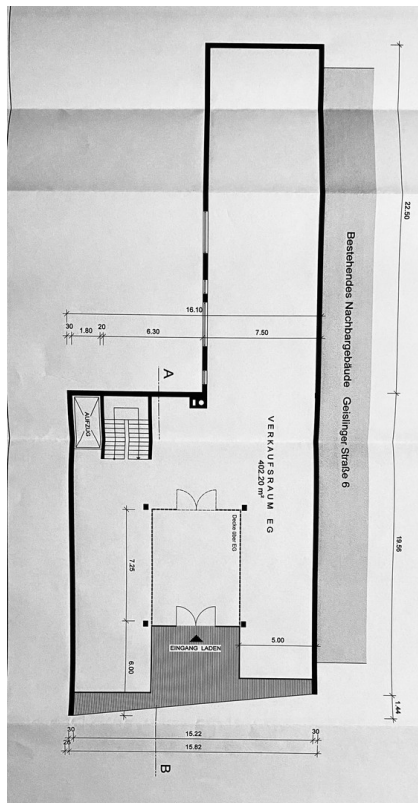 22.50
Bestehendes Nachbargebäude Geislinger Straße 6
16.10
30
1.80
20
6.30
7.50
A
AUFZUG
VERKAUFSRAUM EG
402.20 m²
Decke über EG
7.25
19.56
5.00
EINGANG LADEN
6.00
1.44
30
15.22
30
26
15.82
B